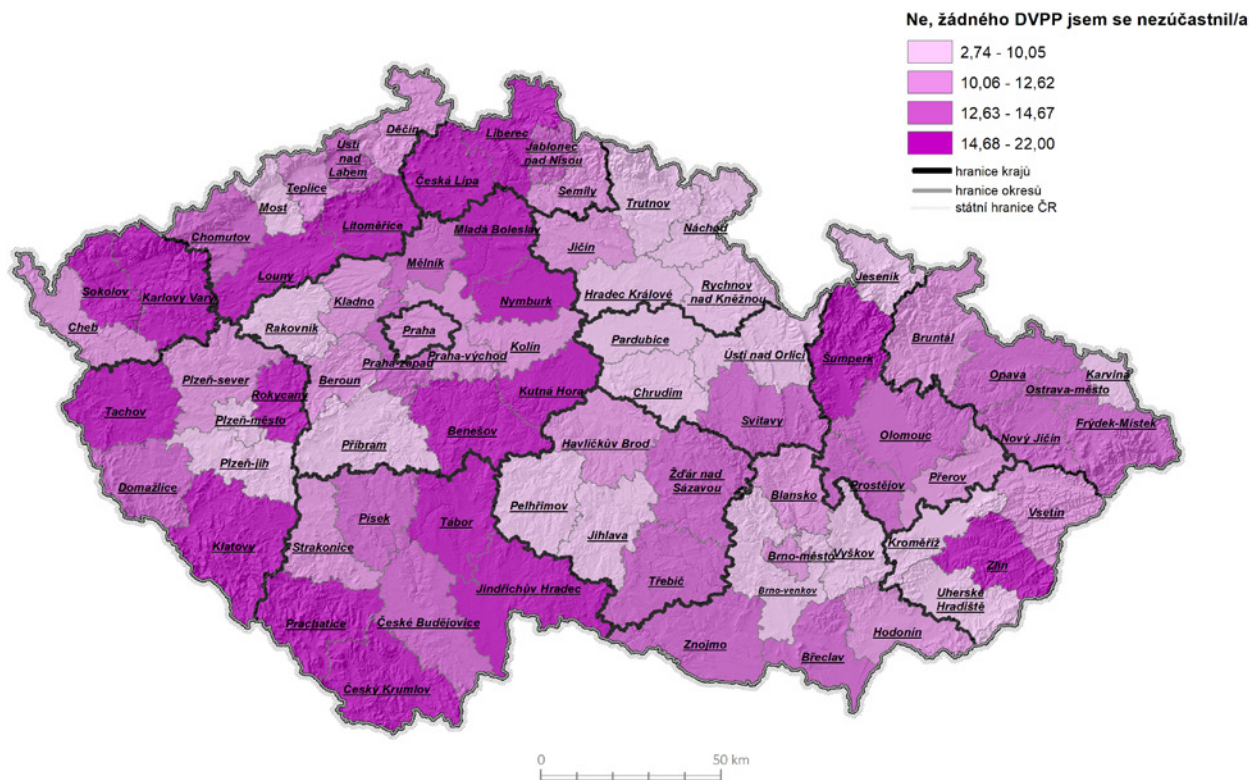 Ne, žádného DVPP jsem se nezúčastnil/a
2,74 - 10,05
10,06 - 12,62
12,63 - 14,67
14,68 - 22,00
hranice krajů
hranice okresů
státní hranice ČR
Děčín
Liberec
Ústí
nad
Labem
Jablonec
nad Nisou
Česká Lípa
Teplice
Semily
Most
Trutnov
Litoměřice
Chomutov
Mladá Boleslav
Náchod
Jičín
Mělník
Louny
Jeseník
Sokolov
Karlovy Vary
Nymburk
Hradec Králové
Rychnov
nad Kněžnou
Kladno
Cheb
Rakovník
Praha
Pardubice
Bruntál
Kolín
Praha-východ
Praha-západ
Ústí nad Orlicí
Šumperk
Beroun
Plzeň-sever
Opava
Karviná
Ostrava-město
Rokycany
Kutná Hora
Chrudim
Tachov
Plzeň-město
Svitavy
Frýdek-Místek
Benešov
Olomouc
Nový Jičín
Příbram
Havlíčkův Brod
Plzeň-jih
Žďár nad
Sázavou
Přerov
Domažlice
Prostějov
Blansko
Pelhřimov
Písek
Tábor
Vsetín
Jihlava
Klatovy
Strakonice
Kroměříž
Brno-město
Vyškov
Zlín
Třebíč
Jindřichův Hradec
Brno-venkov
Uherské
Hradiště
Prachatice
České Budějovice
Hodonín
Znojmo
Břeclav
Český Krumlov
0 50 km